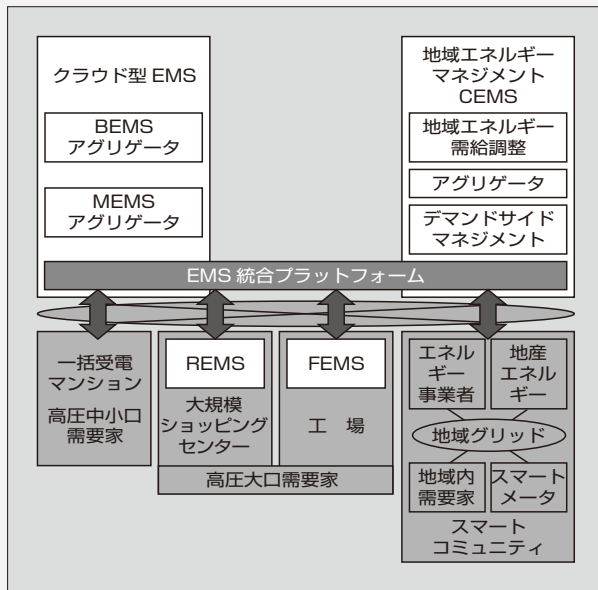 クラウド型 EMS
BEMS
アグリゲータ
MEMS
アグリゲータ
地域エネルギー
マネジメント
CEMS
地域エネルギー
需給調整
アグリゲータ
デマンドサイド
マネジメント
EMS 統合プラットフォーム
一括受電
マンション
高圧中小口
需要家
REMS
大規模
ショッピング
センター
FEMS
工 場
高圧大口需要家
エネル
ギー
事業者
地産
エネル
ギー
地域グリッド
地域内
需要家
スマート
メータ
スマート
コミュニティ